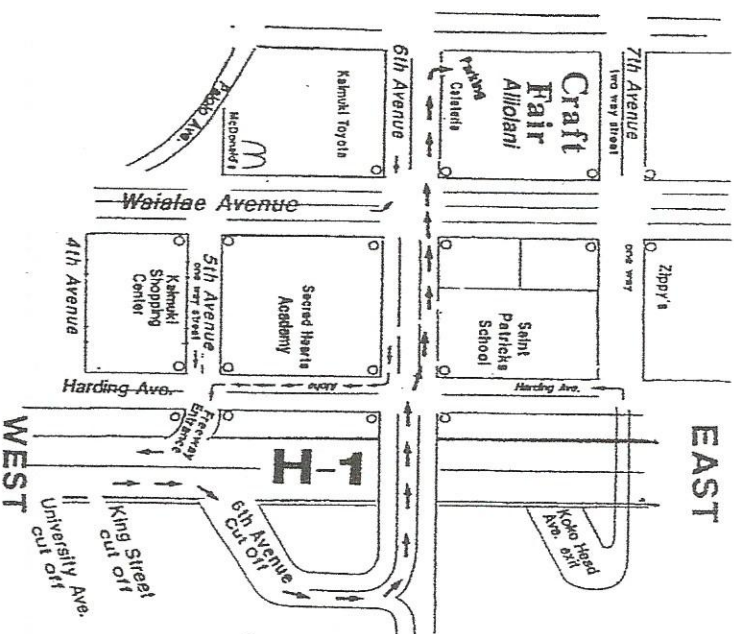 6th Avenue
7th Avenue
two way street
Craft
Fair
Aliiolani
Parking
Cafeteria
Kaimuki Toyota
Palolo Ave.
McDonald's
Waialae Avenue
4th Avenue
Kaimuki
Shopping
Center
5th Avenue
one way street
Sacred Hearts
Academy
Saint
Patricks
School
one way
Zippy's
Harding Ave.
Aloha
Harding Ave.
Freeway
Entrance
H-1
WEST
EAST
6th Avenue
Cut Off
King Street
cut off
University Ave.
cut off
Koko Head
Ave. exit